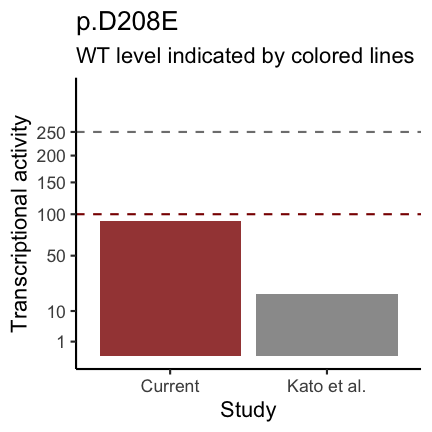 p.D208E
WT level indicated by colored lines
Transcriptional activity
250
200
150
100
50
10
1
Current
Kato et al.
Study